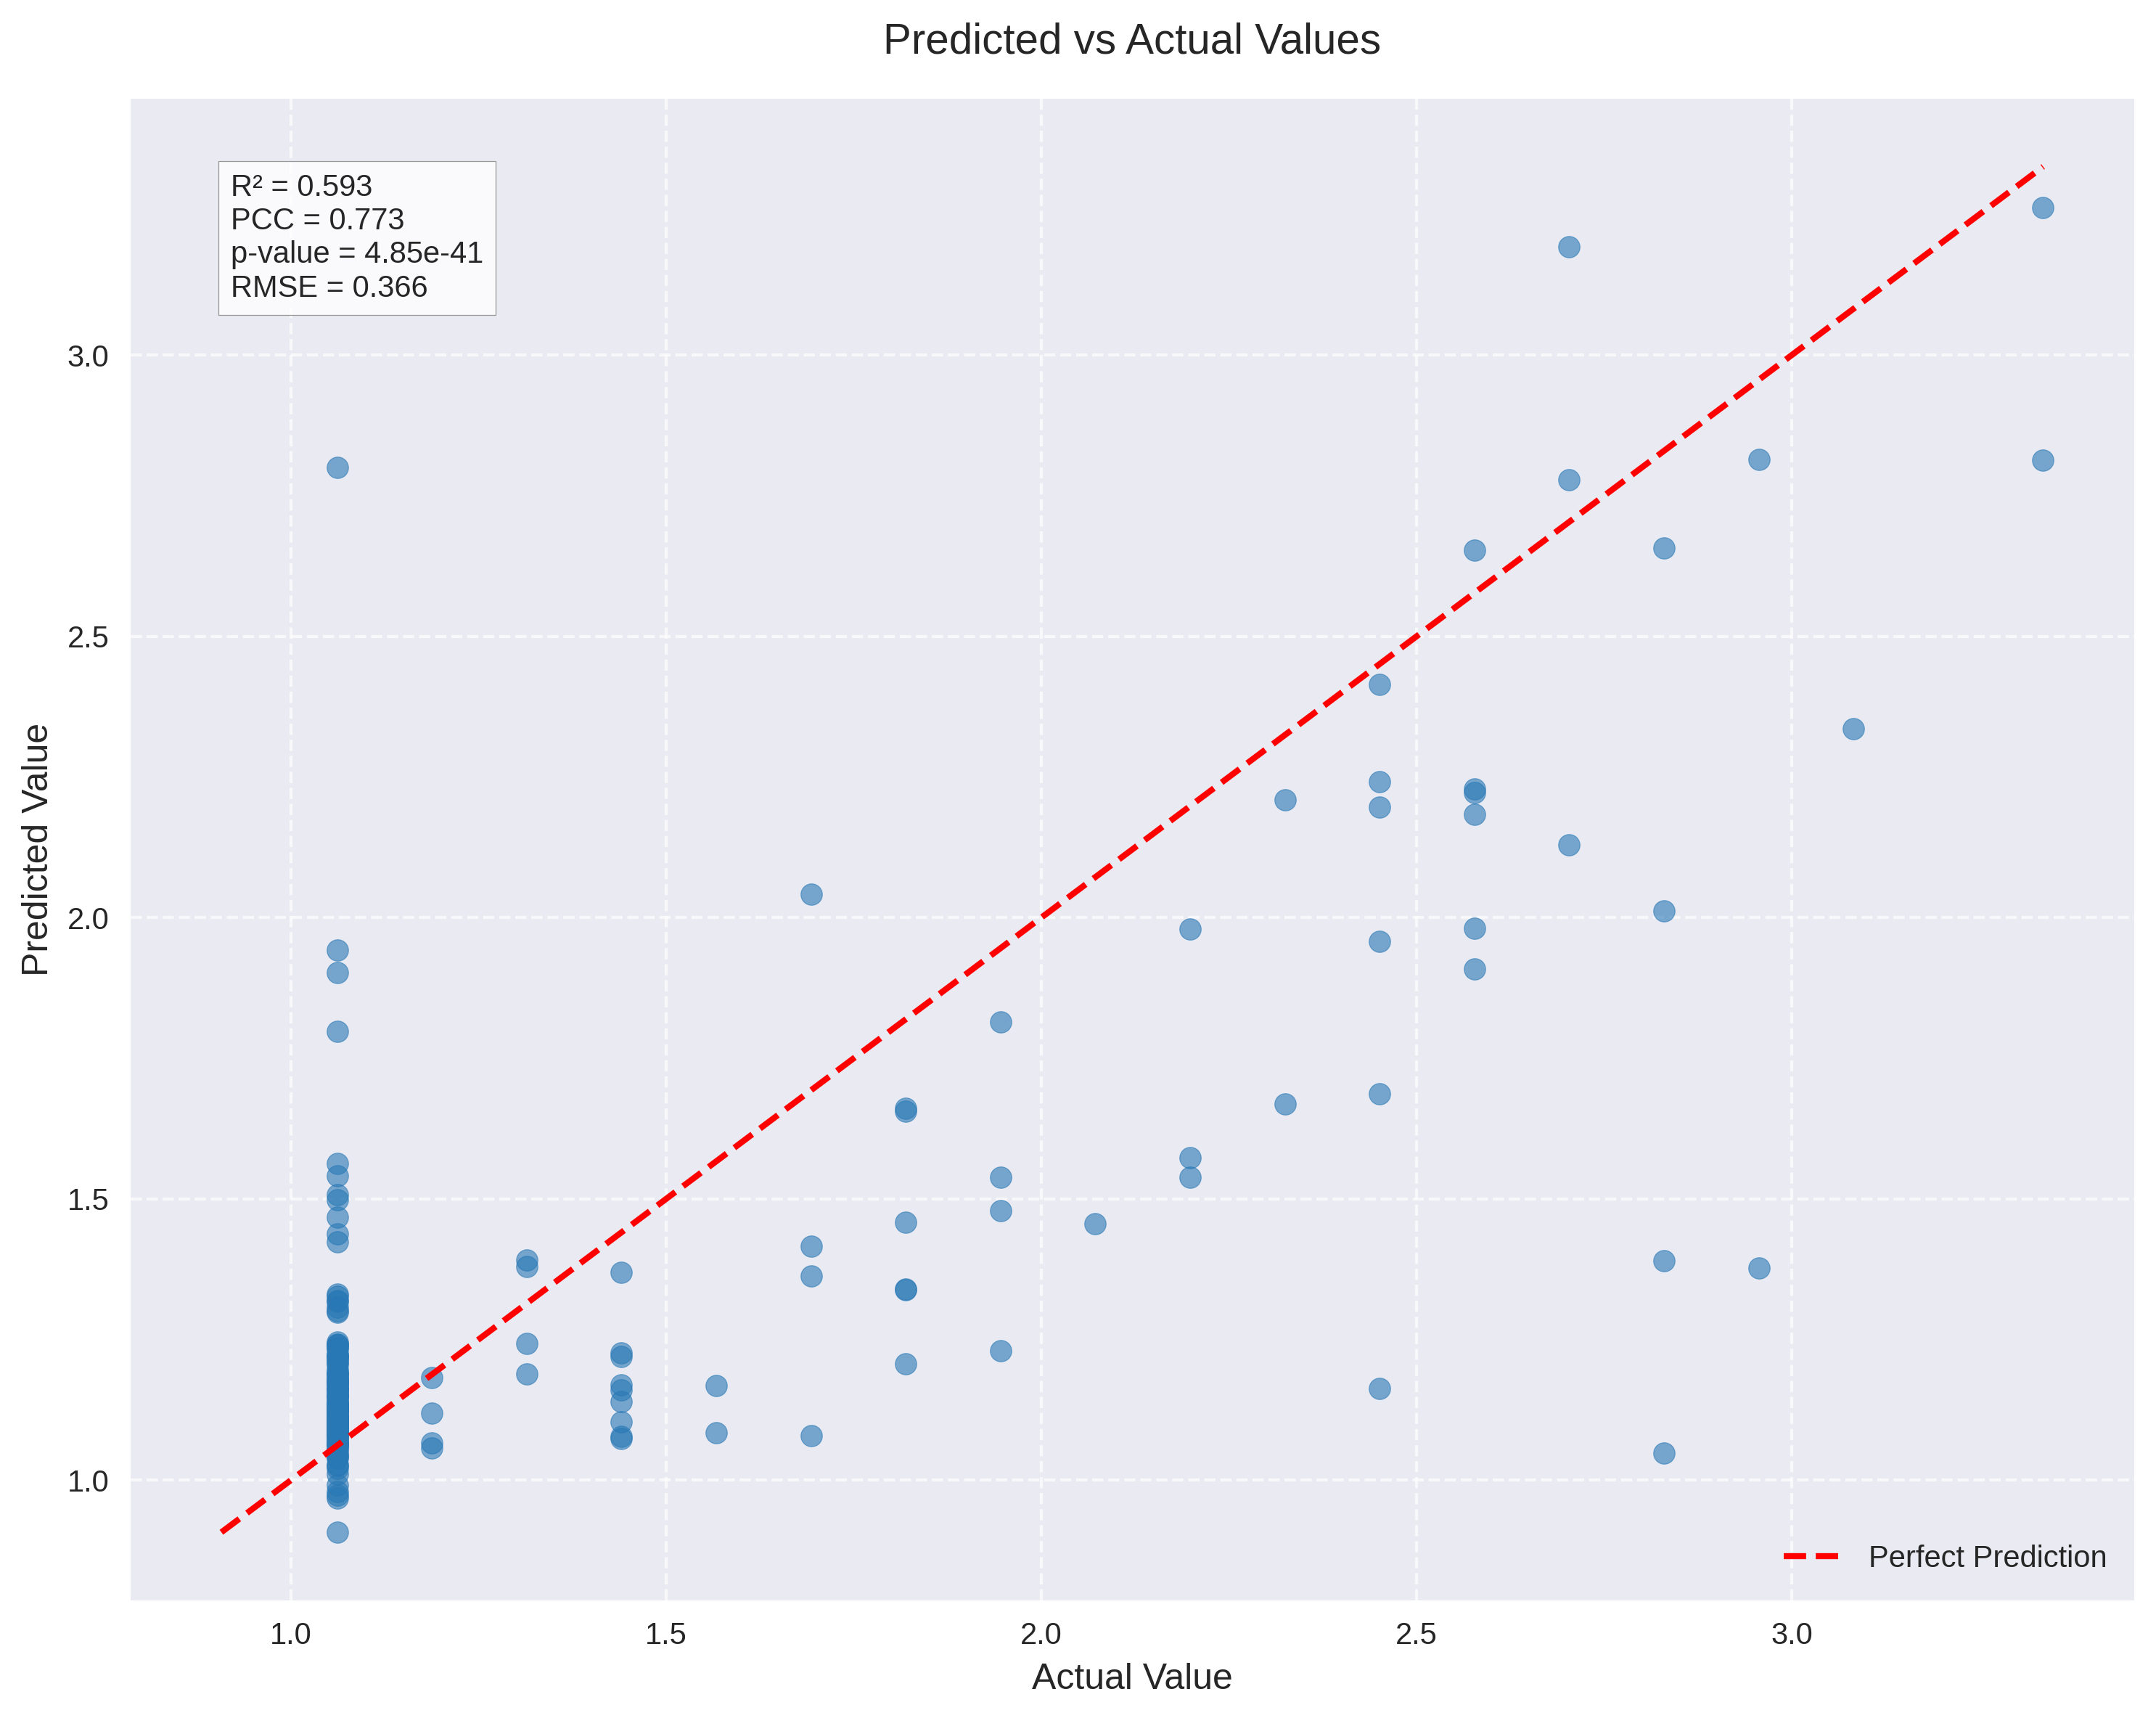 Predicted vs Actual Values
R² = 0.593
PCC = 0.773
p-value = 4.85e-41
RMSE = 0.366
3.0
2.5
2.0
1.5
1.0
Predicted Value
Perfect Prediction
1.0 1.5 2.0 2.5 3.0
Actual Value